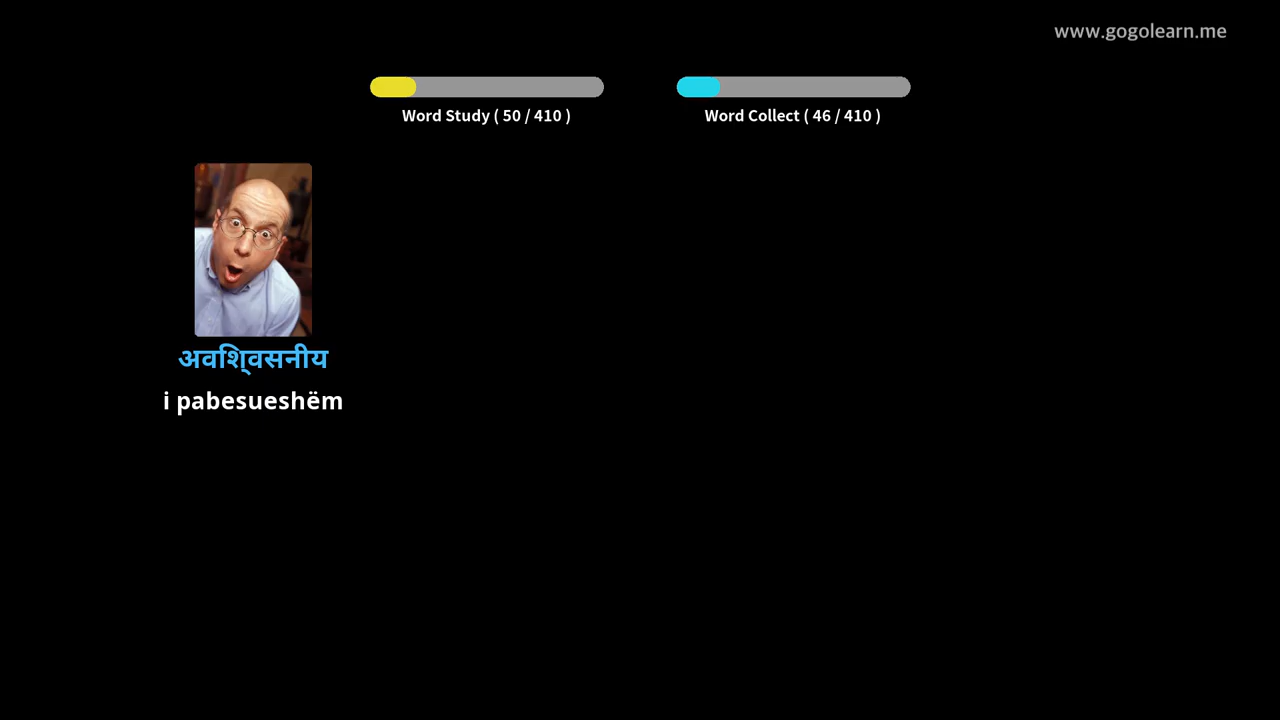 www.gogolearn.me
Word Study ( 50 / 410 )
Word Collect ( 46 / 410 )
अविश्वसनीय
i pabesueshëm